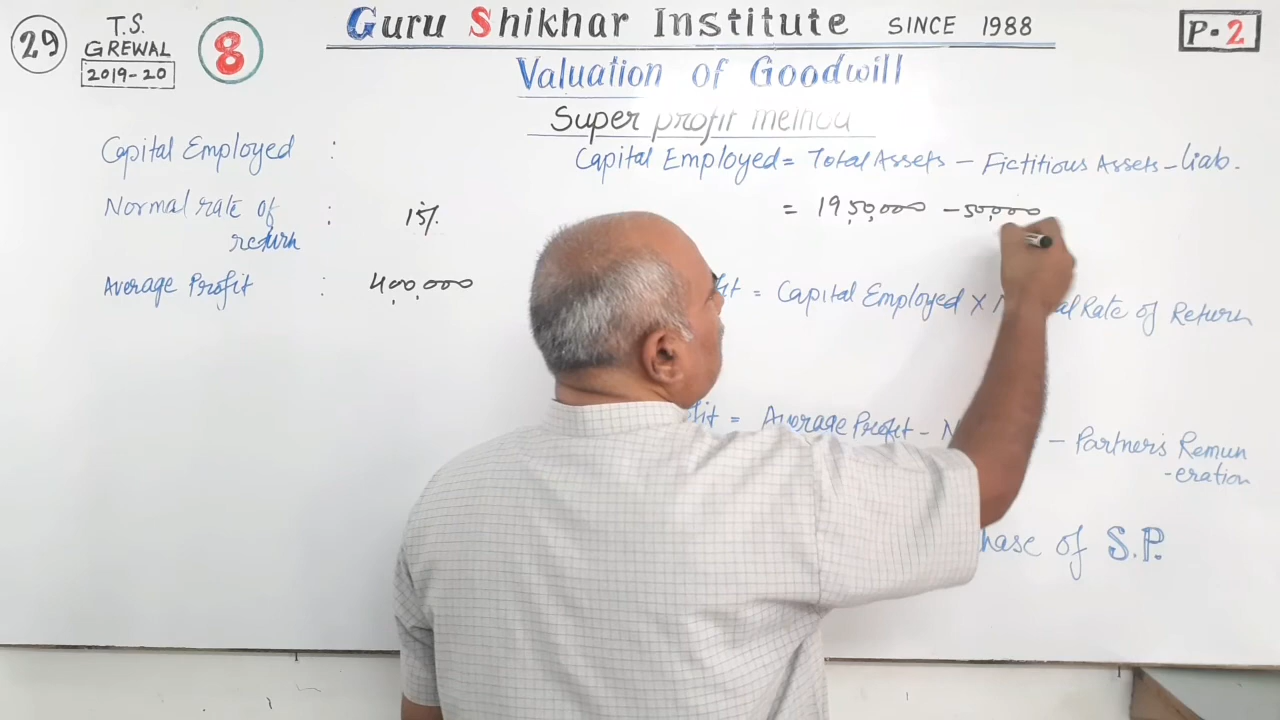 29
T.S.
GREWAL
2019-20
8
Guru Shikhar Institute SINCE 1988
P.2
Valuation of Goodwill
Super profit
Capital Employed :
Capital Employed = Total Assets - Fictitious Assets - Liab.
Normal rate of return : 15%
= 19,50,000 - 50,000
Average Profit : 4,00,000
= Capital Employed X Rate of Return
= Average Profit - - Partner's Remun
-eration
of S.P.